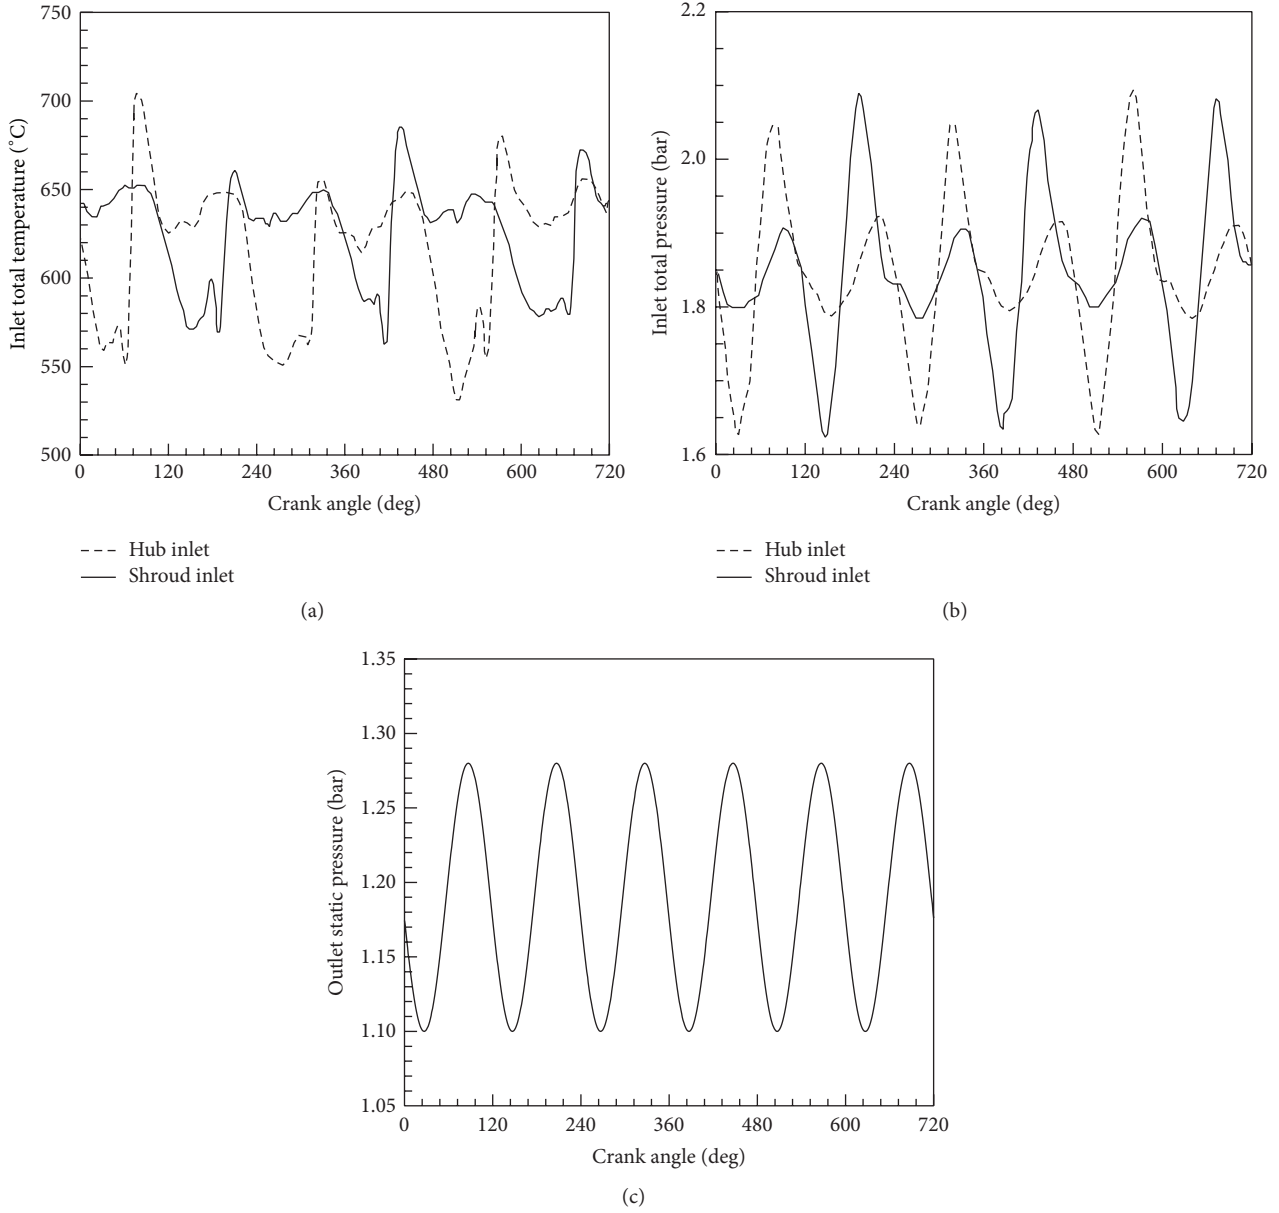 750
700
650
600
550
500
Inlet total temperature (°C)
0 120 240 360 480 600 720
Crank angle (deg)
Hub inlet
Shroud inlet
(a)
2.2
2.0
1.8
1.6
Inlet total pressure (bar)
0 120 240 360 480 600 720
Crank angle (deg)
Hub inlet
Shroud inlet
(b)
1.35
1.30
1.25
1.20
1.15
1.10
1.05
Outlet static pressure (bar)
0 120 240 360 480 600 720
Crank angle (deg)
(c)